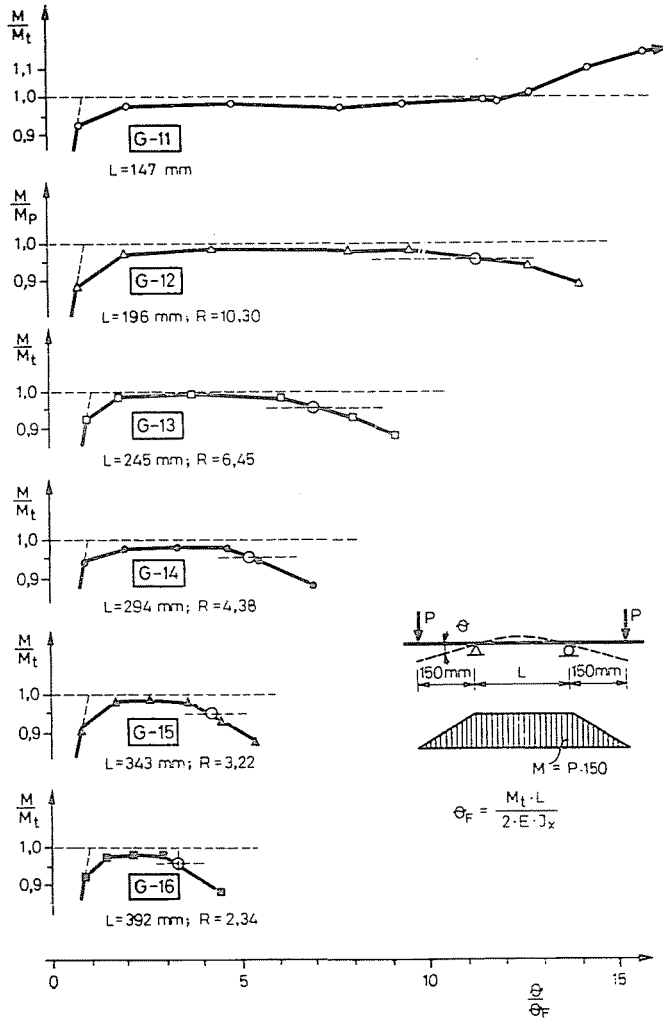 M
Mt
1,1
1,0
0,9
G-11
L=147 mm
M
MP
1,0
0,9
G-12
L=196 mm; R=10,30
M
Mt
1,0
0,9
G-13
L=245 mm; R=6,45
M
Mt
1,0
0,9
G-14
L=294 mm; R=4,38
M
Mt
1,0
0,9
G-15
L=343 mm; R=3,22
M
Mt
1,0
0,9
G-16
L=392 mm; R=2,34
P
θ
P
150mm
L
150mm
M = P·150
θF = Mt·L
2·E·Jx
0
5
10
15
θ
θF